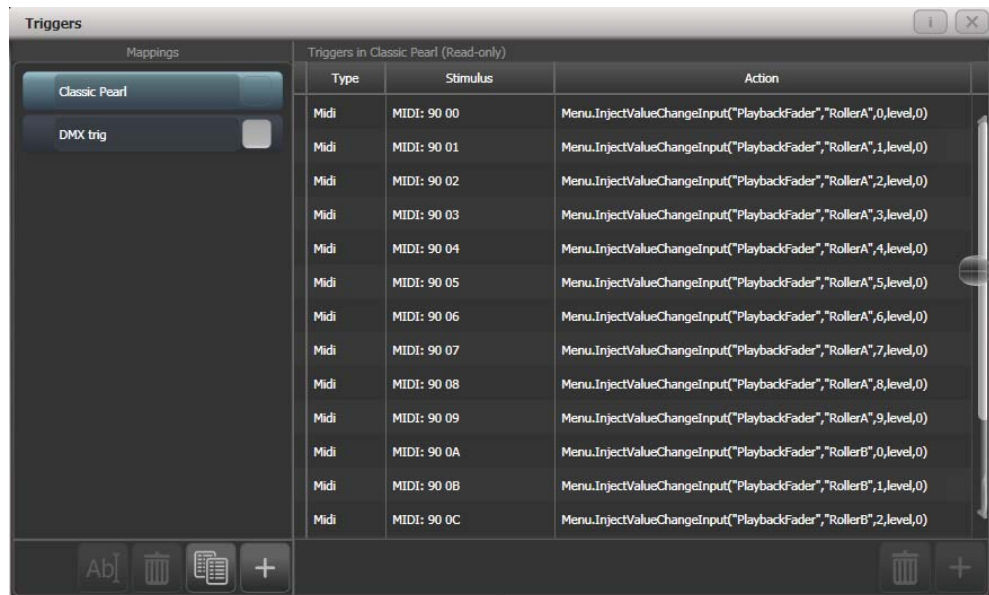 Triggers
i
Mappings
Triggers in Classic Pearl (Read-only)
Classic Pearl
DMX trig
Type Stimulus Action
Midi MIDI: 90 00 Menu.InjectValueChangeInput("PlaybackFader","RollerA",0,level,0)
Midi MIDI: 90 01 Menu.InjectValueChangeInput("PlaybackFader","RollerA",1,level,0)
Midi MIDI: 90 02 Menu.InjectValueChangeInput("PlaybackFader","RollerA",2,level,0)
Midi MIDI: 90 03 Menu.InjectValueChangeInput("PlaybackFader","RollerA",3,level,0)
Midi MIDI: 90 04 Menu.InjectValueChangeInput("PlaybackFader","RollerA",4,level,0)
Midi MIDI: 90 05 Menu.InjectValueChangeInput("PlaybackFader","RollerA",5,level,0)
Midi MIDI: 90 06 Menu.InjectValueChangeInput("PlaybackFader","RollerA",6,level,0)
Midi MIDI: 90 07 Menu.InjectValueChangeInput("PlaybackFader","RollerA",7,level,0)
Midi MIDI: 90 08 Menu.InjectValueChangeInput("PlaybackFader","RollerA",8,level,0)
Midi MIDI: 90 09 Menu.InjectValueChangeInput("PlaybackFader","RollerA",9,level,0)
Midi MIDI: 90 0A Menu.InjectValueChangeInput("PlaybackFader","RollerB",0,level,0)
Midi MIDI: 90 0B Menu.InjectValueChangeInput("PlaybackFader","RollerB",1,level,0)
Midi MIDI: 90 0C Menu.InjectValueChangeInput("PlaybackFader","RollerB",2,level,0)
Ab